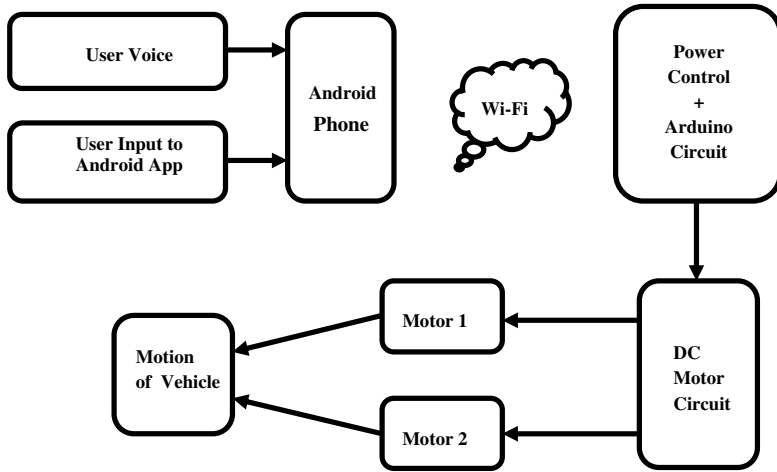 User Voice
User Input to
Android App
Android
Phone
Wi-Fi
Power
Control
+
Arduino
Circuit
Motor 1
Motor 2
DC
Motor
Circuit
Motion
of Vehicle